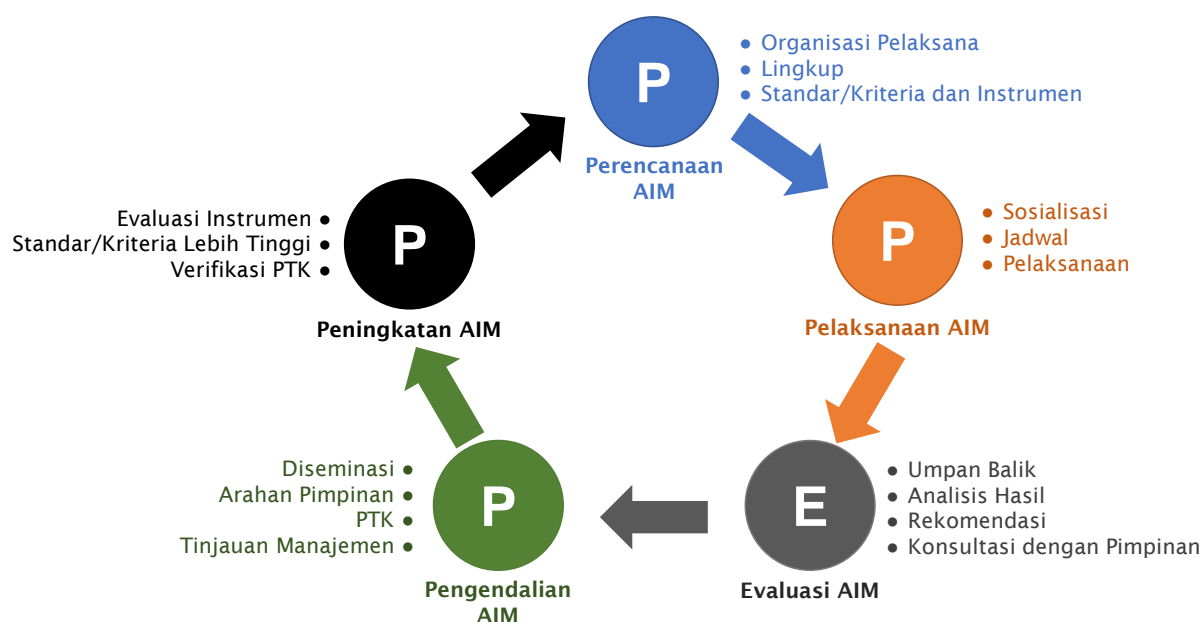 P
Perencanaan
AIM
● Organisasi Pelaksana
● Lingkup
● Standar/Kriteria dan Instrumen
P
Pelaksanaan AIM
● Sosialisasi
● Jadwal
● Pelaksanaan
E
Evaluasi AIM
● Umpan Balik
● Analisis Hasil
● Rekomendasi
● Konsultasi dengan Pimpinan
P
Pengendalian
AIM
Diseminasi ●
Arahan Pimpinan ●
PTK ●
Tinjauan Manajemen ●
P
Peningkatan AIM
Evaluasi Instrumen ●
Standar/Kriteria Lebih Tinggi ●
Verifikasi PTK ●